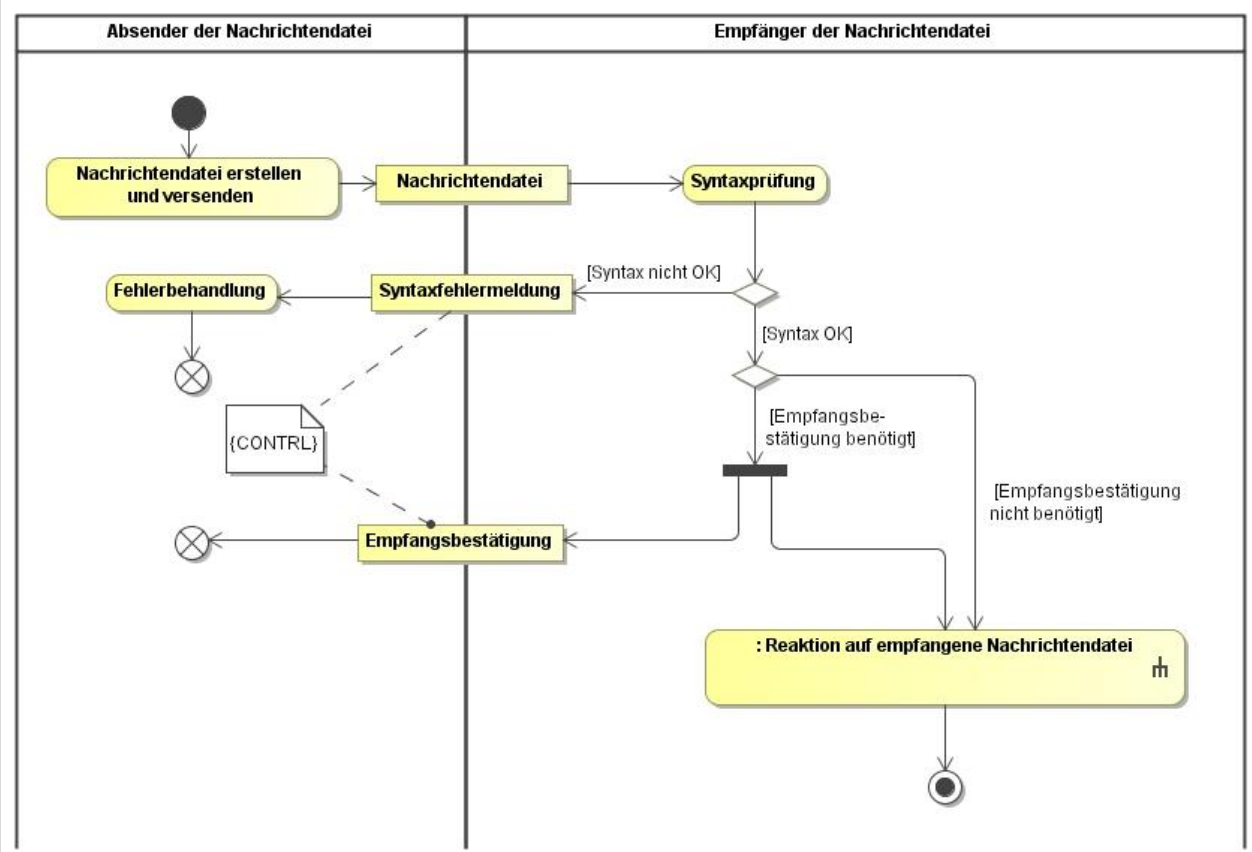 Absender der Nachrichtendatei
Empfänger der Nachrichtendatei
Nachrichtendatei erstellen
und versenden
Nachrichtendatei
Syntaxprüfung
[Syntax nicht OK]
Fehlerbehandlung
Syntaxfehlermeldung
[Syntax OK]
{CONTRL}
[Empfangsbe-
stätigung benötigt]
[Empfangsbestätigung
nicht benötigt]
Empfangsbestätigung
: Reaktion auf empfangene Nachrichtendatei